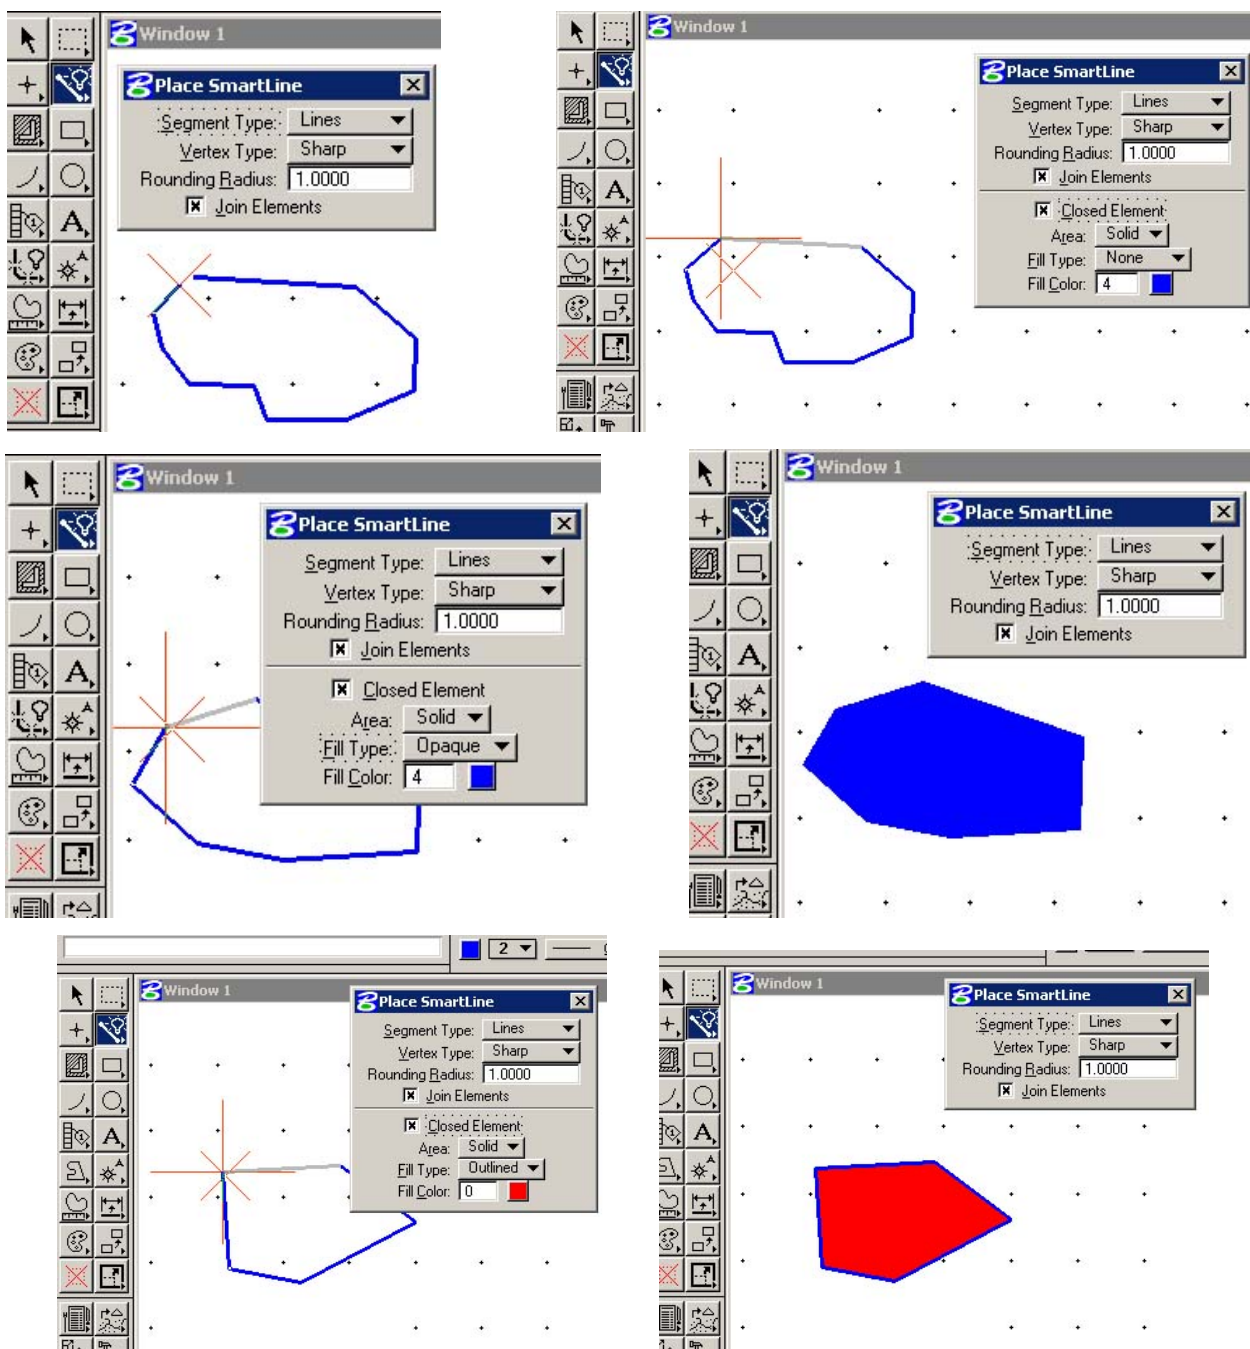 Window 1
Place SmartLine
Segment Type: Lines
Vertex Type: Sharp
Rounding Radius: 1.0000
Join Elements
1
A
A
Window 1
Place SmartLine
Segment Type: Lines
Vertex Type: Sharp
Rounding Radius: 1.0000
Join Elements
Closed Element
Area: Solid
Fill Type: None
Fill Color: 4
1
A
A
Window 1
Place SmartLine
Segment Type: Lines
Vertex Type: Sharp
Rounding Radius: 1.0000
Join Elements
Closed Element
Area: Solid
Fill Type: Opaque
Fill Color: 4
1
A
A
Window 1
Place SmartLine
Segment Type: Lines
Vertex Type: Sharp
Rounding Radius: 1.0000
Join Elements
1
A
A
2
Window 1
Place SmartLine
Segment Type: Lines
Vertex Type: Sharp
Rounding Radius: 1.0000
Join Elements
Closed Element
Area: Solid
Fill Type: Outlined
Fill Color: 0
1
A
A
Window 1
Place SmartLine
Segment Type: Lines
Vertex Type: Sharp
Rounding Radius: 1.0000
Join Elements
1
A
A